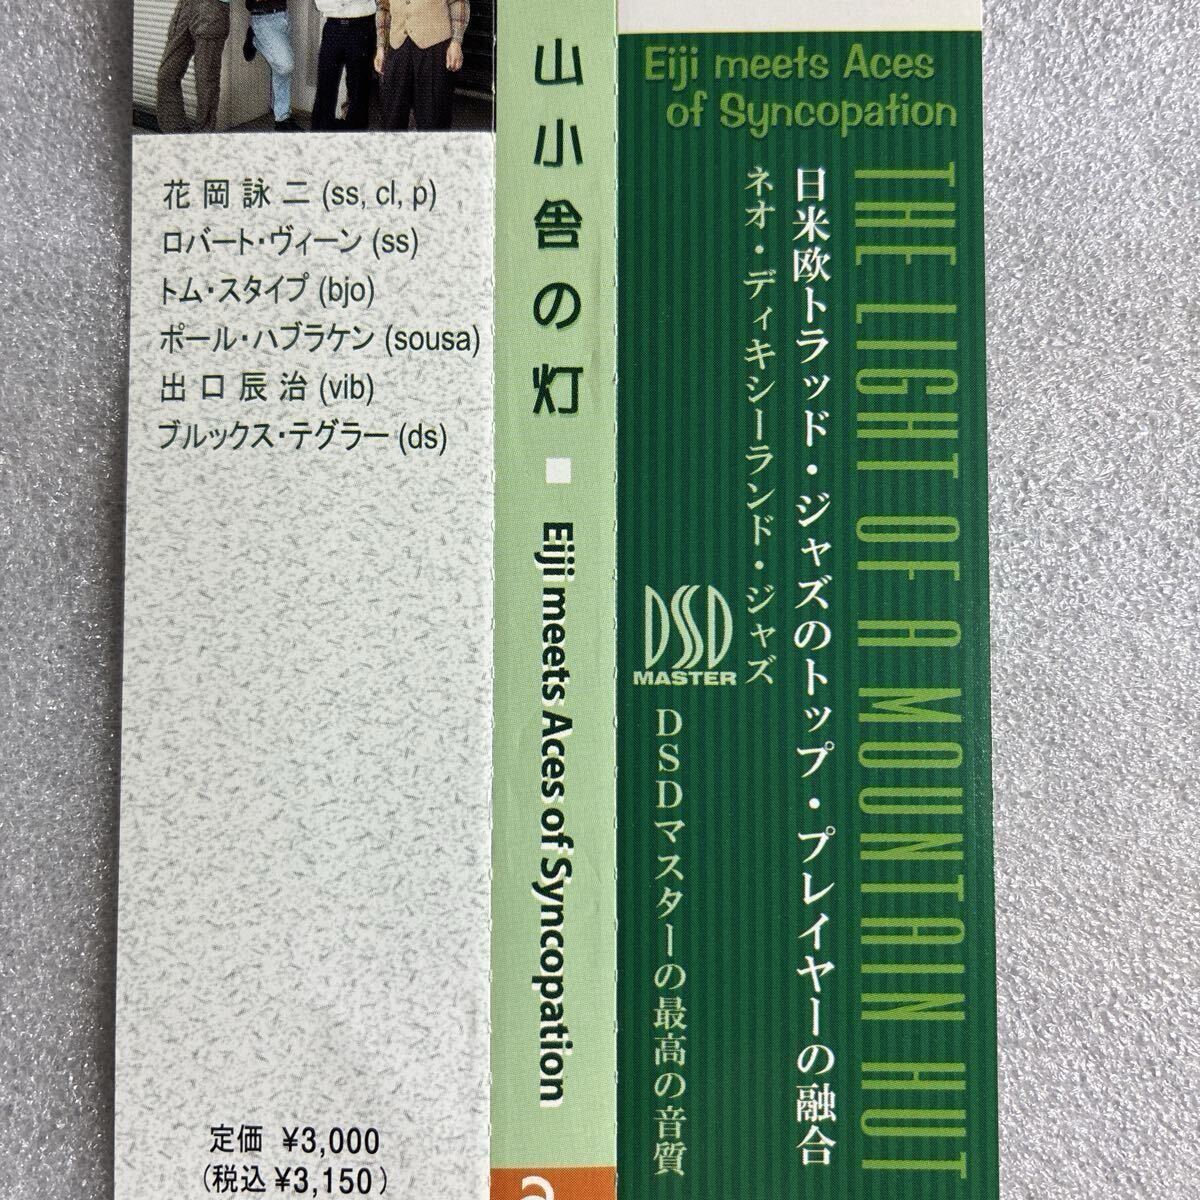 花岡詠二 (ss, cl, p)
ロバート・ヴィーン (ss)
トム・スタイプ (bjo)
ポール・ハブラケン (sousa)
出口辰治 (vib)
ブルックス・テグラー (ds)
定価 ¥3,000
(税込 ¥3,150)
山小舎の灯 ■ Eiji meets Aces of Syncopation
Eiji meets Aces
of Syncopation
THE LIGHT OF A MOUNTAIN HUT
日米欧トラッド・ジャズのトップ・プレイヤーの融合
ネオ・ディキシーランド・ジャズ
DSD
MASTER
DSDマスターの最高の音質